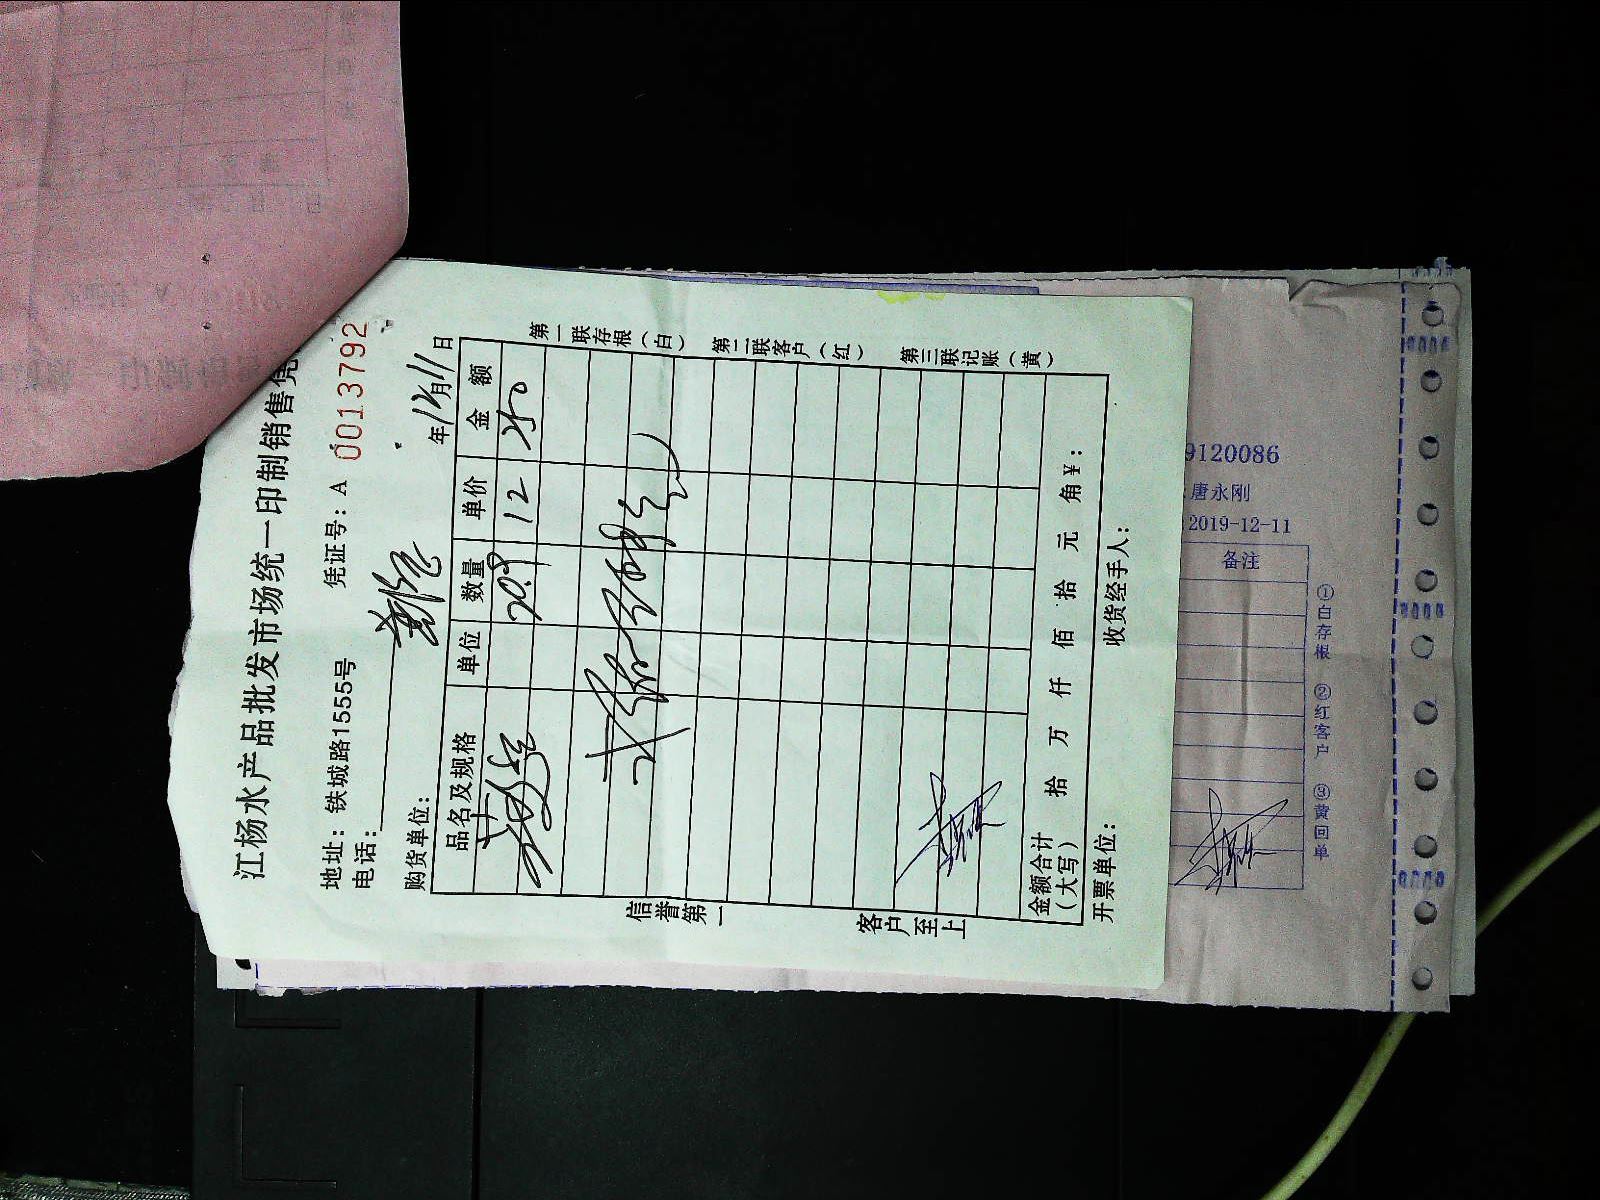 江杨水产品批发市场统一印制销售凭
地址：铁城路1555号 凭证号：A 0013792
电话：
购货单位： 年12月11日
品名及规格 单位 数量 单价 金额
20.9 12 250
第一联存根（白）
第二联客户（红）
第三联记账（黄）
信誉第一
客户至上
金额合计（大写） 拾 万 仟 佰 拾 元 角 ¥：
开票单位： 收货经手人：
9120086
：唐永刚
：2019-12-11
备注
①白存根 ②红客户 ③黄回单